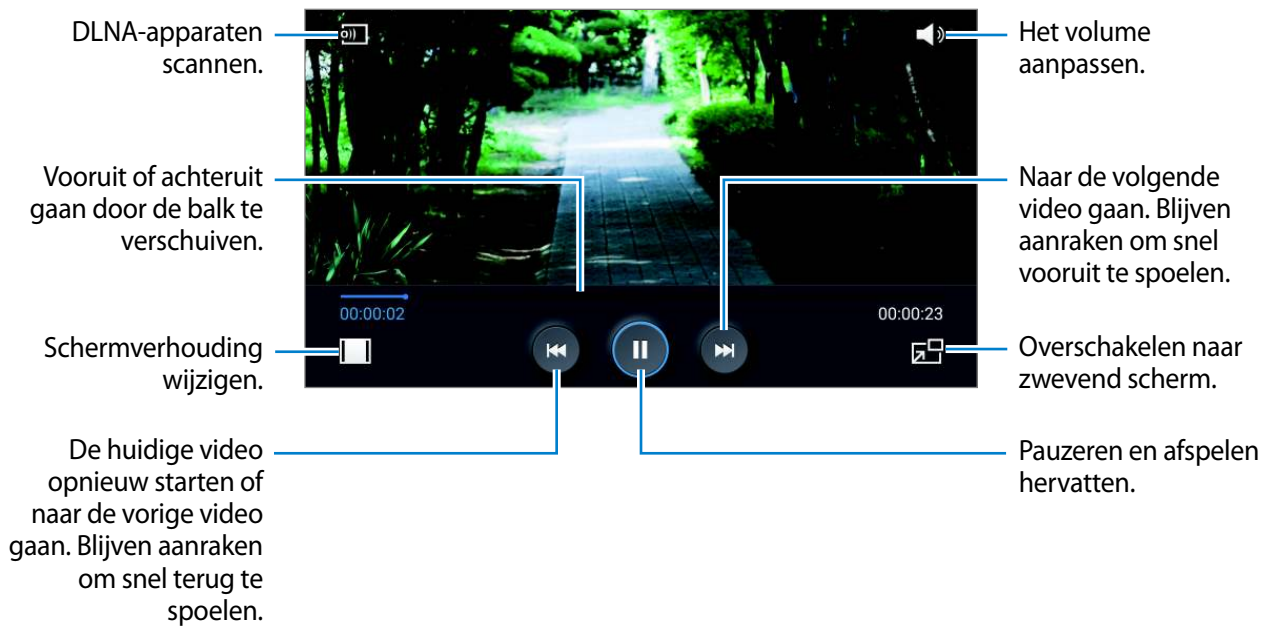 DLNA-apparaten
scannen.
Het volume
aanpassen.
Vooruit of achteruit
gaan door de balk te
verschuiven.
Naar de volgende
video gaan. Blijven
aanraken om snel
vooruit te spoelen.
00:00:02
00:00:23
Schermverhouding
wijzigen.
Overschakelen naar
zwevend scherm.
De huidige video
opnieuw starten of
naar de vorige video
gaan. Blijven aanraken
om snel terug te
spoelen.
Pauzeren en afspelen
hervatten.